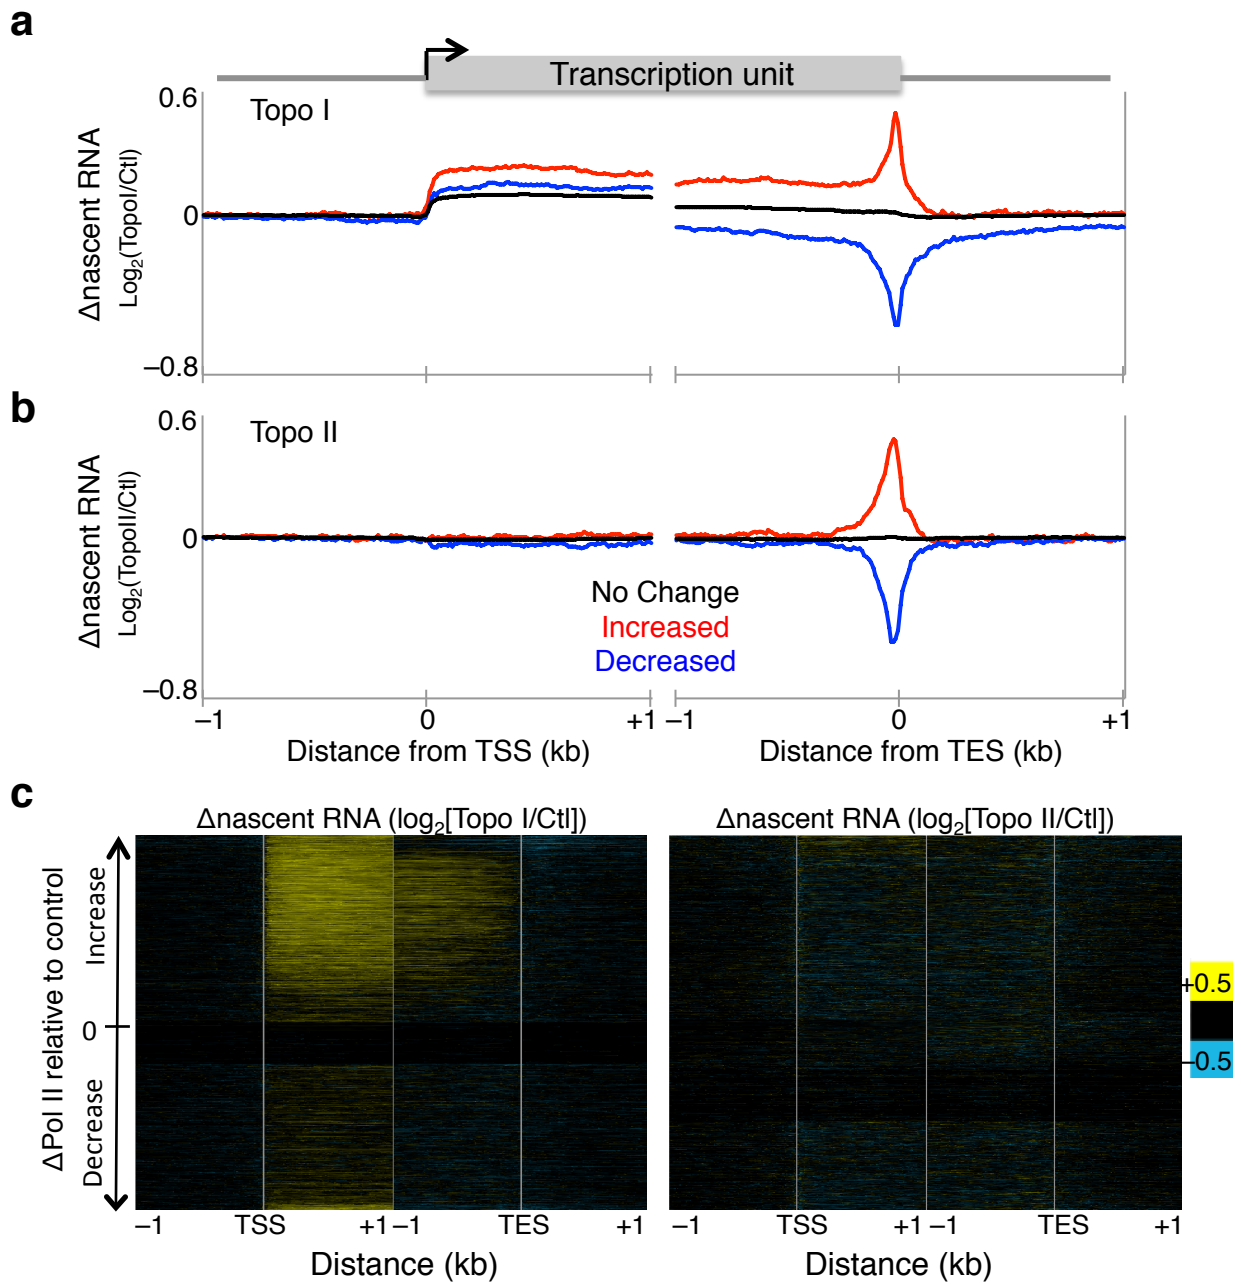 a
Transcription unit
Topo I
0.6
0
–0.8
Δnascent RNA
Log2(TopoI/Ctl)
b
Topo II
0.6
0
–0.8
Δnascent RNA
Log2(TopoII/Ctl)
No Change
Increased
Decreased
–1 0 +1 –1 0 +1
Distance from TSS (kb) Distance from TES (kb)
c
Δnascent RNA (log2[Topo I/Ctl]) Δnascent RNA (log2[Topo II/Ctl])
ΔPol II relative to control
Increase
0
Decrease
+0.5
–0.5
–1 TSS +1 –1 TES +1 –1 TSS +1 –1 TES +1
Distance (kb) Distance (kb)